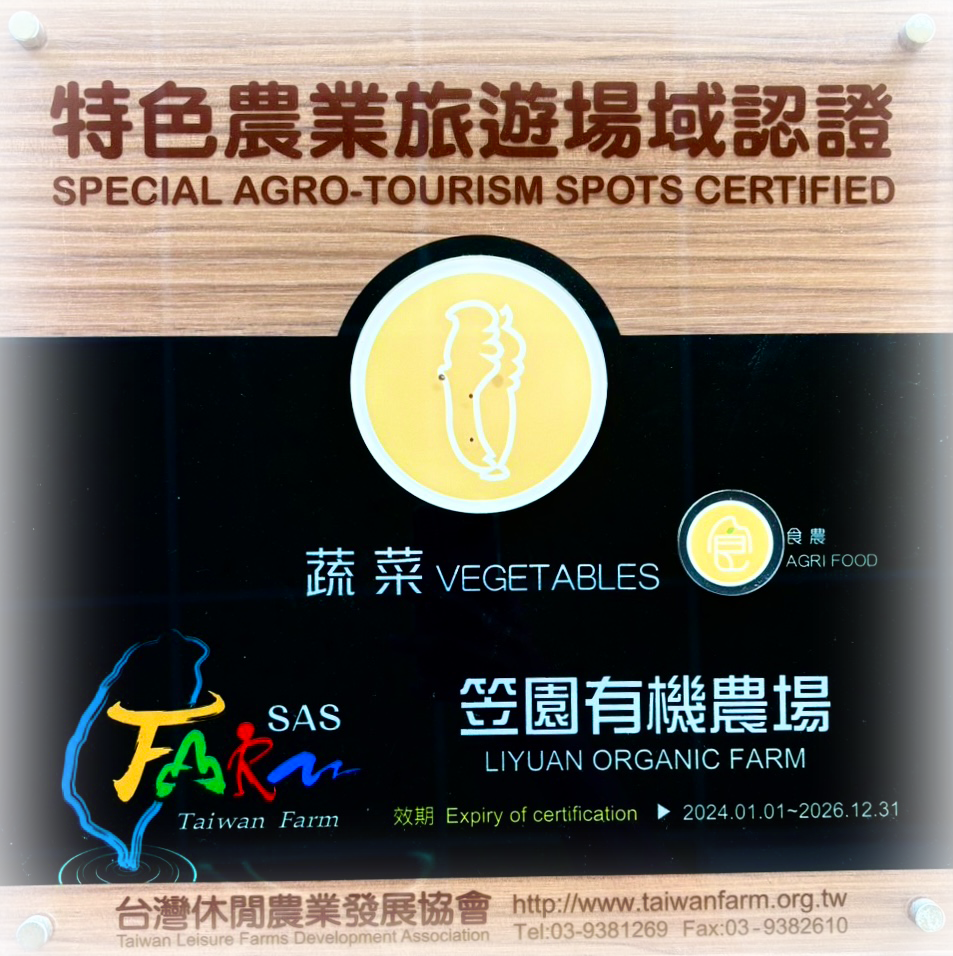 特色農業旅遊場域認證
SPECIAL AGRO-TOURISM SPOTS CERTIFIED
食
食農
AGRI FOOD
蔬菜 VEGETABLES
笠園有機農場
LIYUAN ORGANIC FARM
SAS
FARm
Taiwan Farm
效期 Expiry of certification ▶ 2024.01.01~2026.12.31
台灣休閒農業發展協會
Taiwan Leisure Farms Development Association
http://www.taiwanfarm.org.tw
Tel:03-9381269 Fax:03-9382610